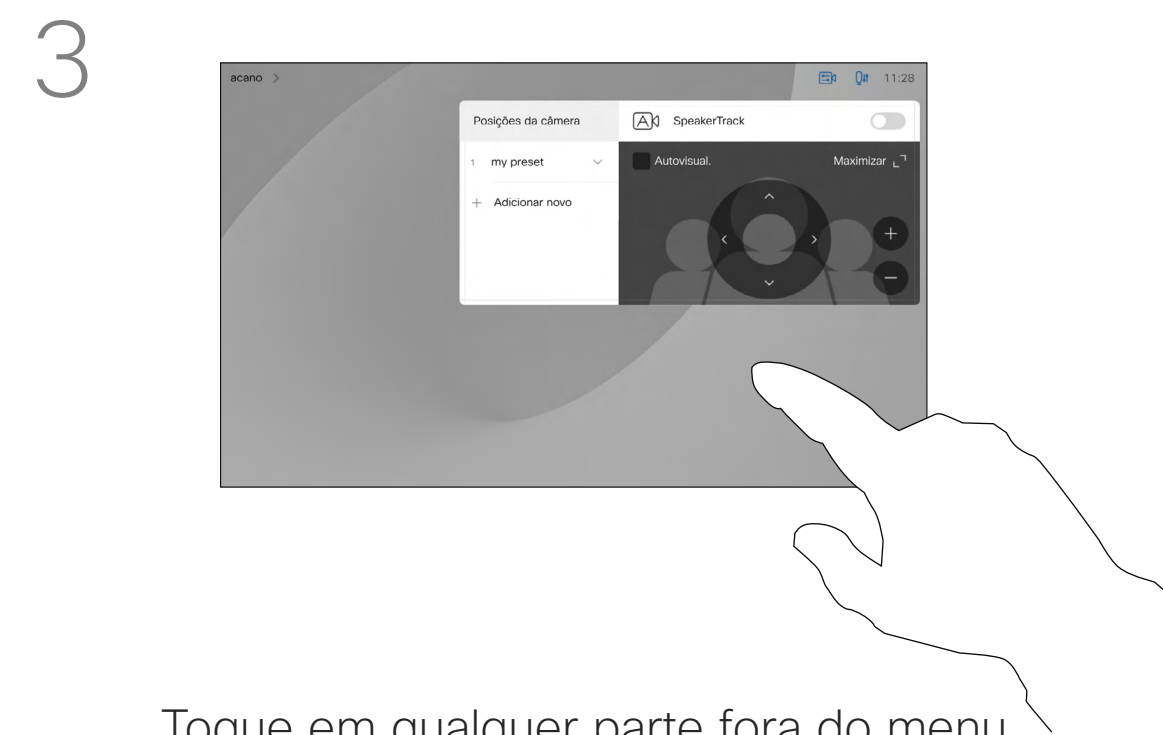 3
acano >
11:28
Posições da câmera
SpeakerTrack
1 my preset
Autovisual.
Maximizar
+ Adicionar novo
Toque em qualquer parte fora do menu